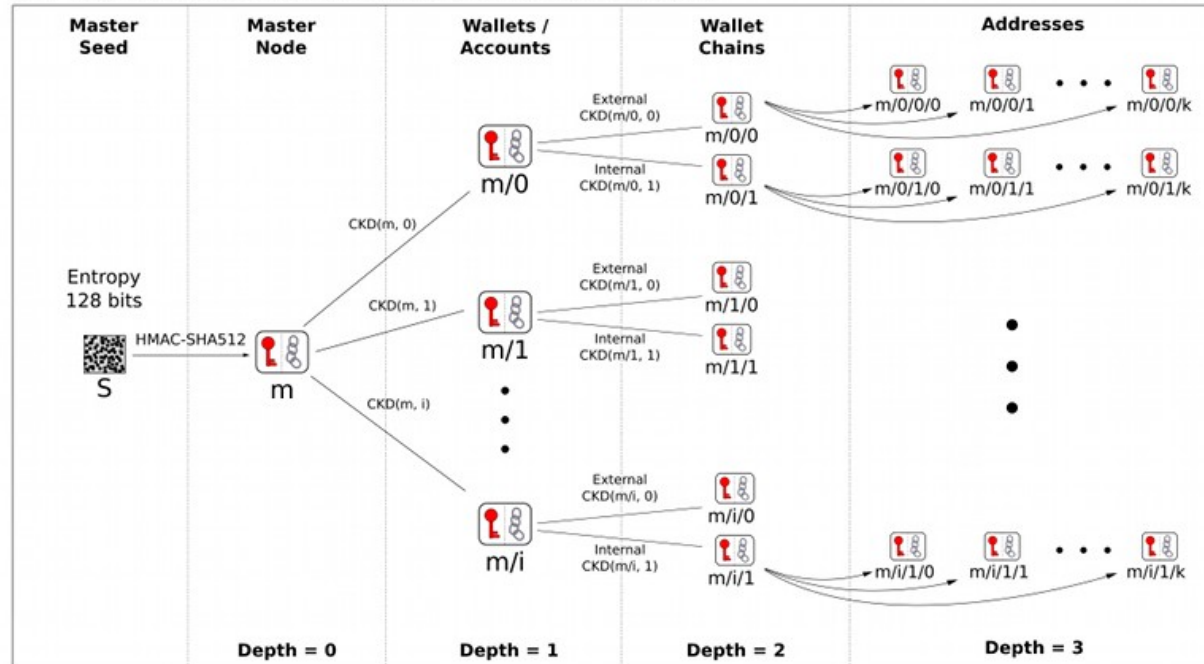 Master
Seed
Master
Node
Wallets /
Accounts
Wallet
Chains
Addresses
Entropy
128 bits
S
HMAC-SHA512
m
CKD(m, 0)
CKD(m, 1)
CKD(m, i)
m/0
m/1
m/i
External
CKD(m/0, 0)
Internal
CKD(m/0, 1)
External
CKD(m/1, 0)
Internal
CKD(m/1, 1)
External
CKD(m/i, 0)
Internal
CKD(m/i, 1)
m/0/0
m/0/1
m/1/0
m/1/1
m/i/0
m/i/1
m/0/0/0 m/0/0/1 m/0/0/k
m/0/1/0 m/0/1/1 m/0/1/k
m/i/1/0 m/i/1/1 m/i/1/k
Depth = 0
Depth = 1
Depth = 2
Depth = 3